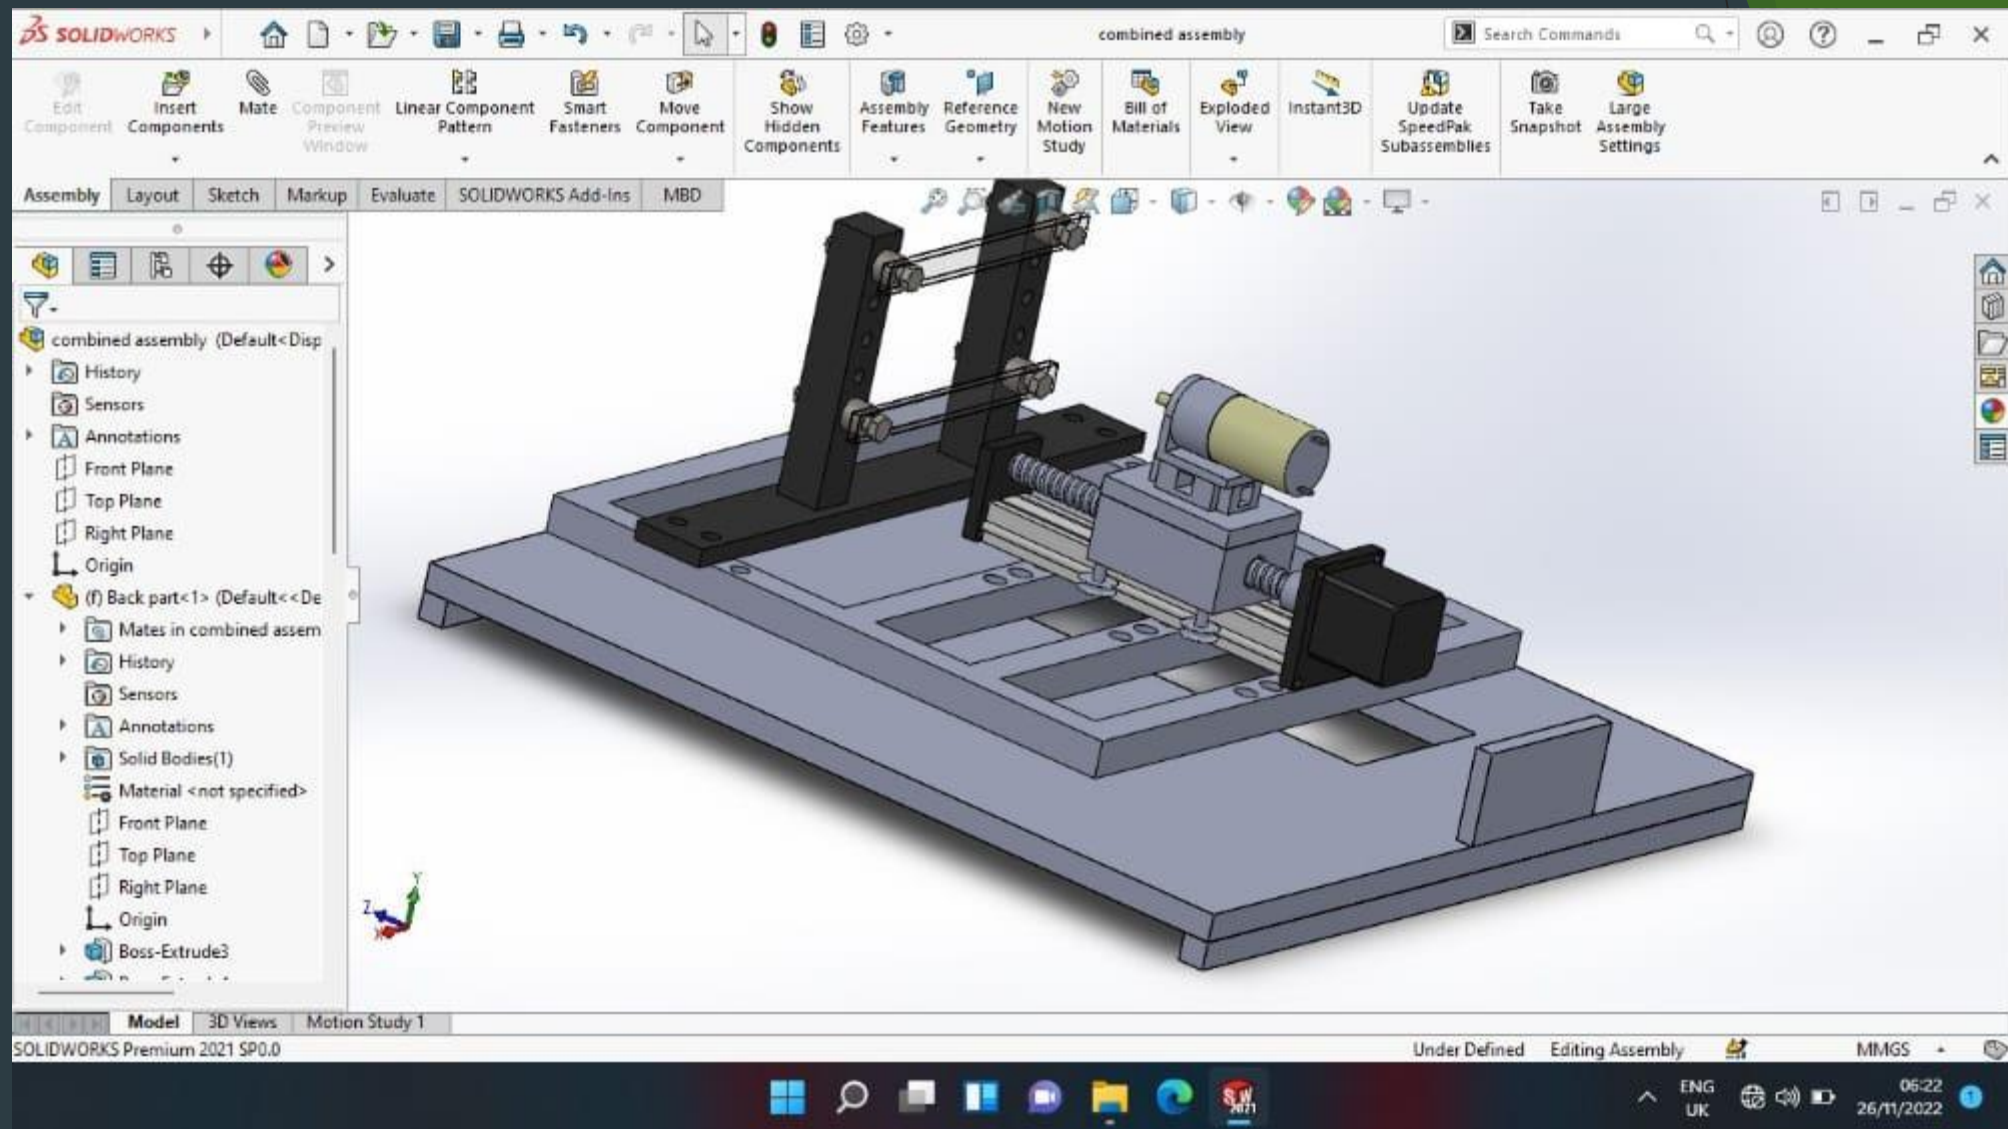 SOLIDWORKS
combined assembly
Search Commands
Edit Component
Insert Components
Mate
Component Preview Window
Linear Component Pattern
Smart Fasteners
Move Component
Show Hidden Components
Assembly Features
Reference Geometry
New Motion Study
Bill of Materials
Exploded View
Instant3D
Update SpeedPak Subassemblies
Take Snapshot
Large Assembly Settings
Assembly Layout Sketch Markup Evaluate SOLIDWORKS Add-Ins MBD
combined assembly (Default<Disp
History
Sensors
Annotations
Front Plane
Top Plane
Right Plane
Origin
(f) Back part<1> (Default<<De
Mates in combined assem
History
Sensors
Annotations
Solid Bodies(1)
Material <not specified>
Front Plane
Top Plane
Right Plane
Origin
Boss-Extrude3
Y
Z
X
Model 3D Views Motion Study 1
SOLIDWORKS Premium 2021 SP0.0
Under Defined Editing Assembly MMGS
ENG
UK
06:22
26/11/2022
1
SW
2021